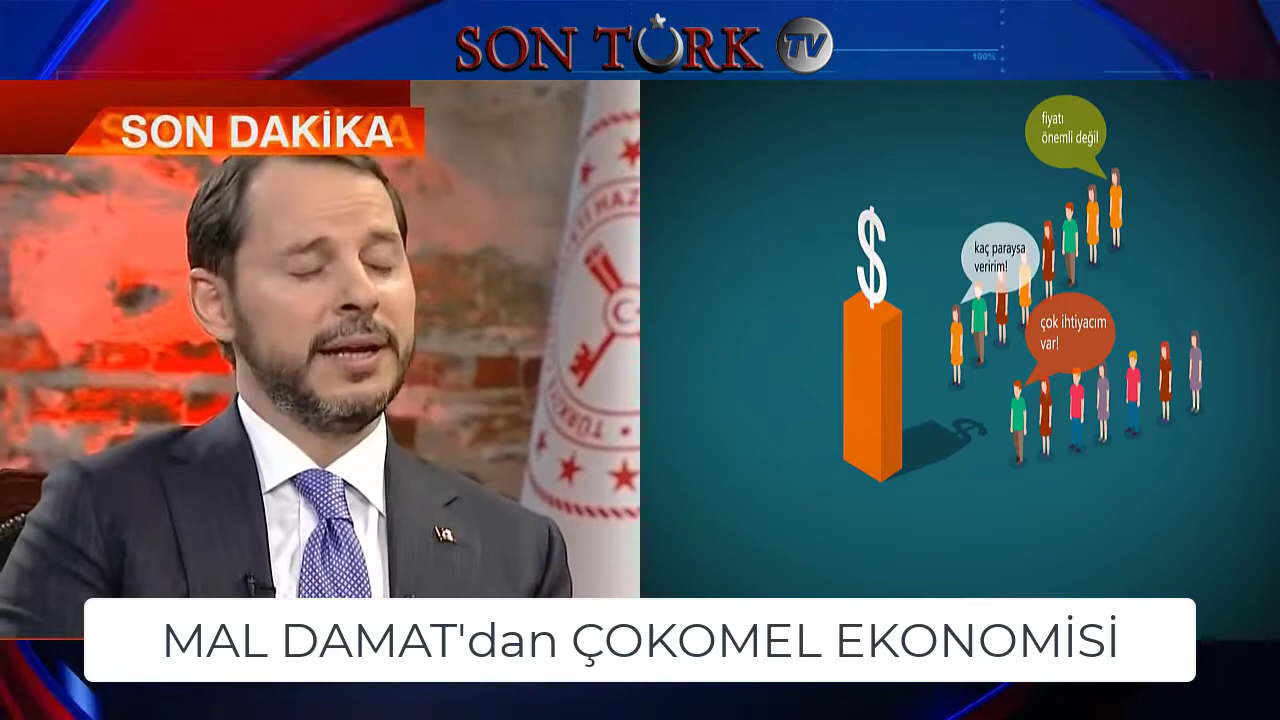 SON TÜRK TV
100%
SON DAKİKA
fiyatı
önemli değil
kaç paraysa
veririm!
çok ihtiyacım
var!
MAL DAMAT'dan ÇOKOMEL EKONOMİSİ